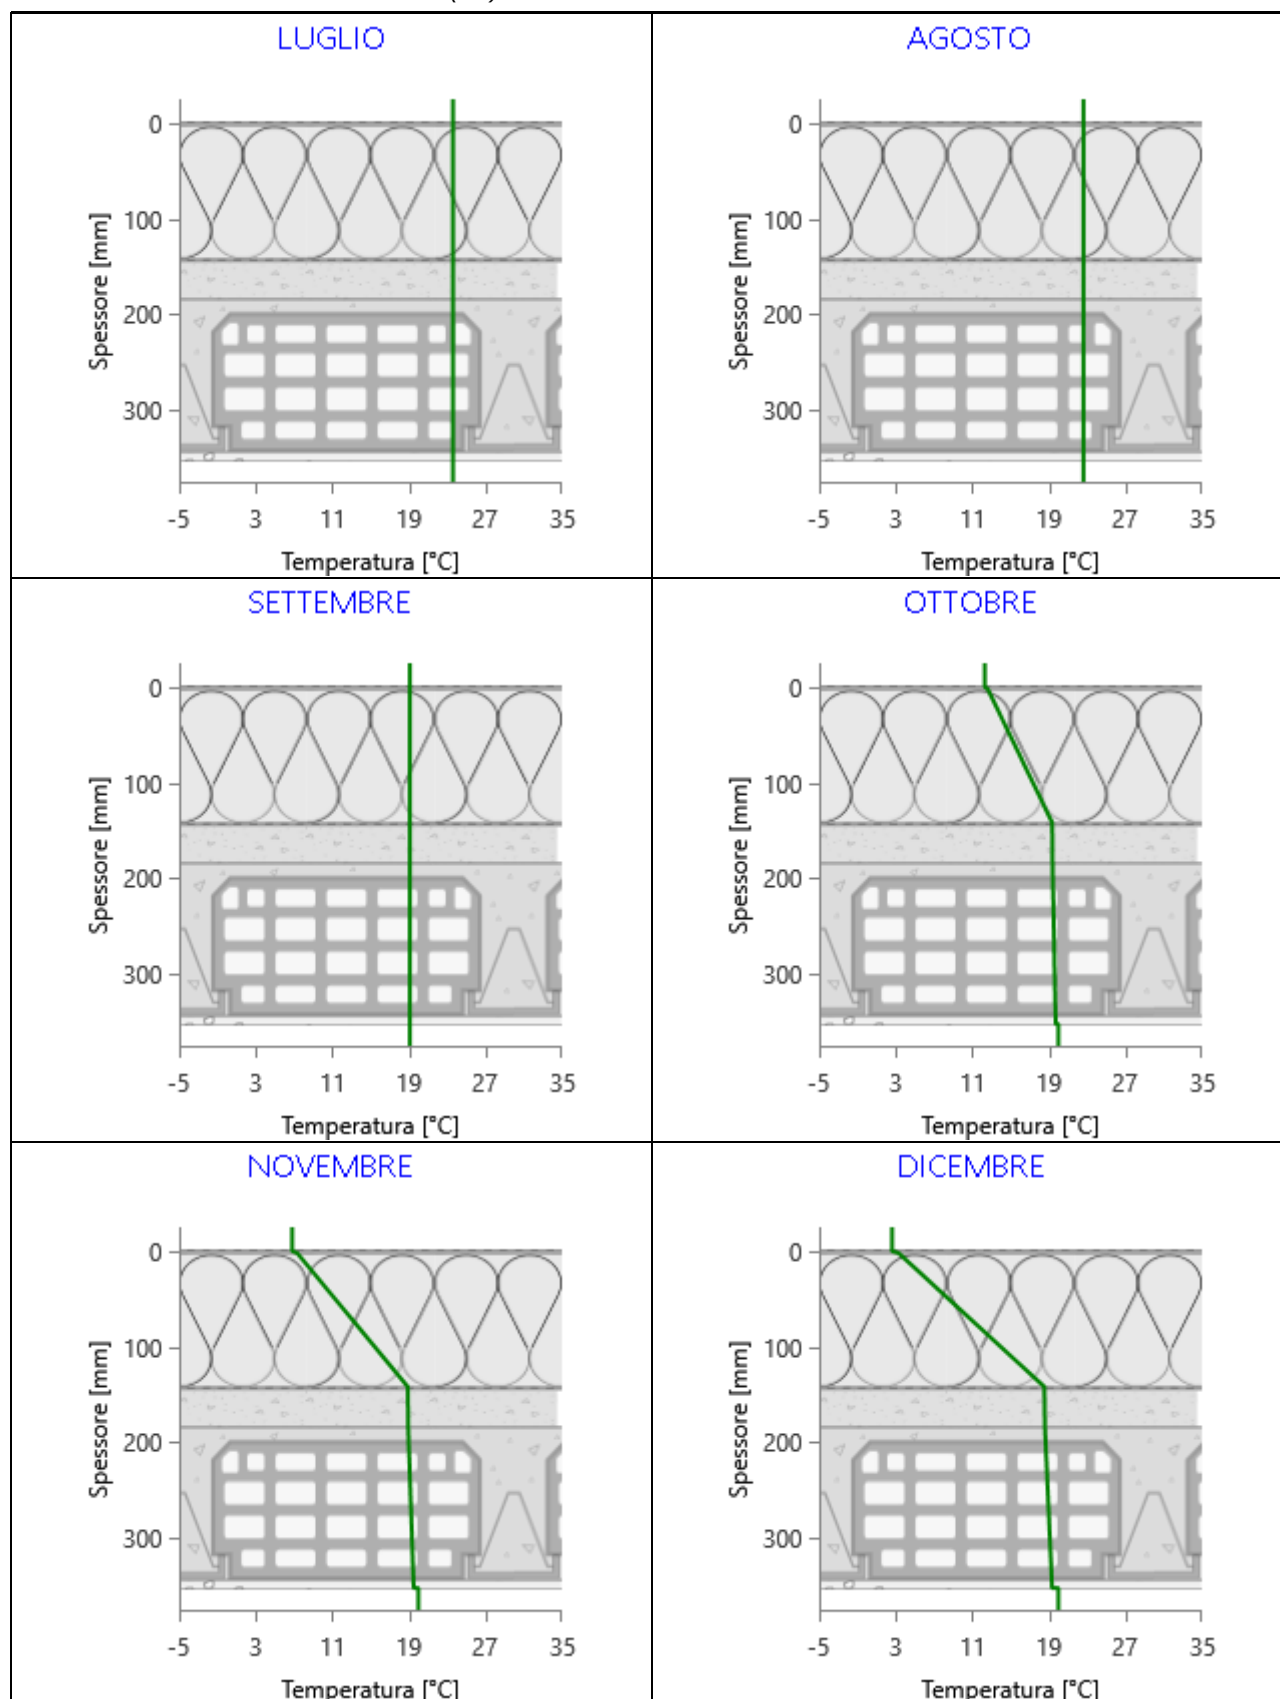 LUGLIO
0
100
200
300
Spessore [mm]
-5 3 11 19 27 35
Temperatura [°C]
AGOSTO
0
100
200
300
Spessore [mm]
-5 3 11 19 27 35
Temperatura [°C]
SETTEMBRE
0
100
200
300
Spessore [mm]
-5 3 11 19 27 35
Temperatura [°C]
OTTOBRE
0
100
200
300
Spessore [mm]
-5 3 11 19 27 35
Temperatura [°C]
NOVEMBRE
0
100
200
300
Spessore [mm]
-5 3 11 19 27 35
Temperatura [°C]
DICEMBRE
0
100
200
300
Spessore [mm]
-5 3 11 19 27 35
Temperatura [°C]